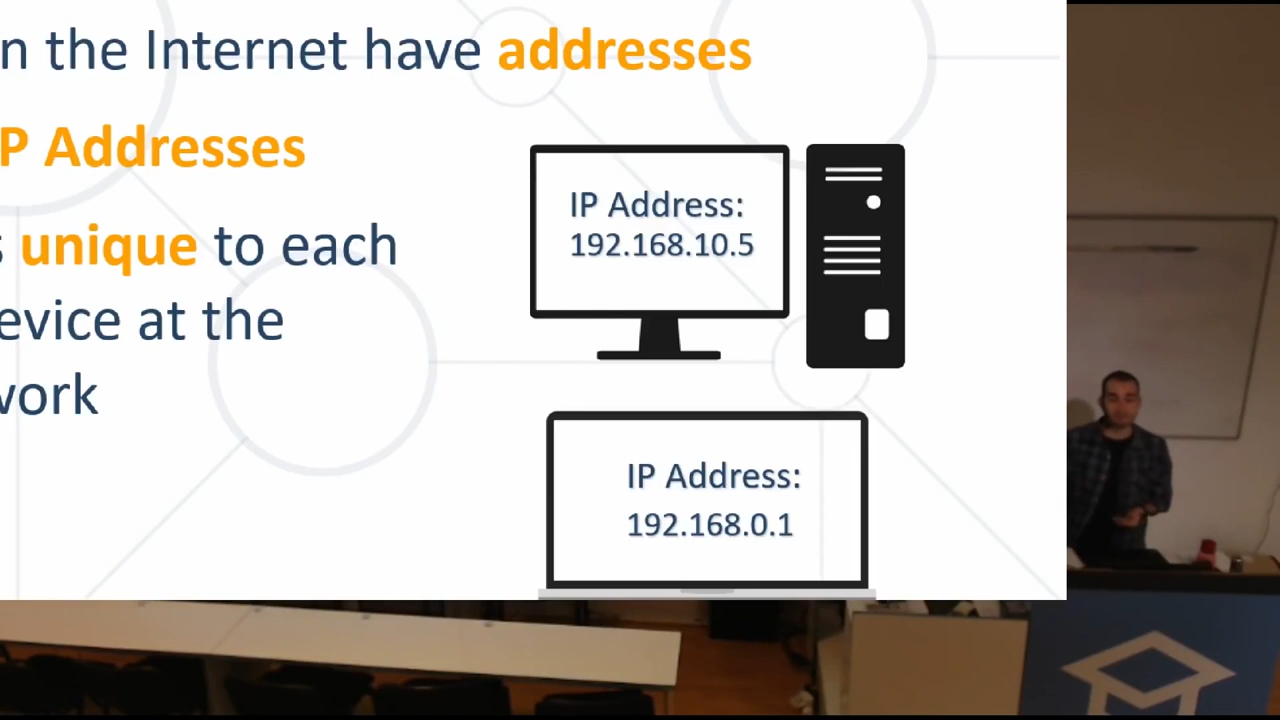 n the Internet have addresses
P Addresses
s unique to each
evice at the
work
IP Address:
192.168.10.5
IP Address:
192.168.0.1